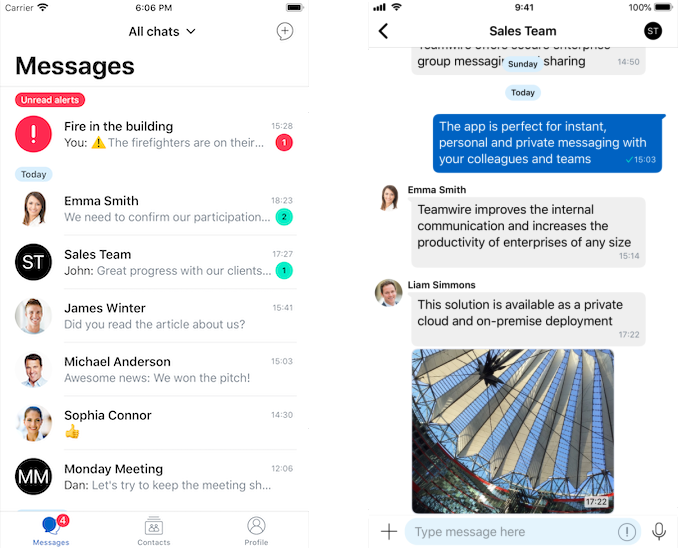 Carrier 6:06 PM
All chats
Messages
Unread alerts
Fire in the building 15:28
You: ⚠️ The firefighters are on their... 1
Today
Emma Smith 18:23
We need to confirm our participation... 2
ST
Sales Team 17:27
John: Great progress with our clients... 1
James Winter 15:41
Did you read the article about us?
Michael Anderson 15:03
Awesome news: We won the pitch!
Sophia Connor 14:30
👍
MM
Monday Meeting 12:06
Dan: Let's try to keep the meeting sh...
4
Messages Contacts Profile
9:41 100%
Sales Team ST
group messaging sharing 14:50
Sunday
Today
The app is perfect for instant,
personal and private messaging with
your colleagues and teams ✓15:03
Emma Smith
Teamwire improves the internal
communication and increases the
productivity of enterprises of any size
15:14
Liam Simmons
This solution is available as a private
cloud and on-premise deployment
17:22
17:22
Type message here